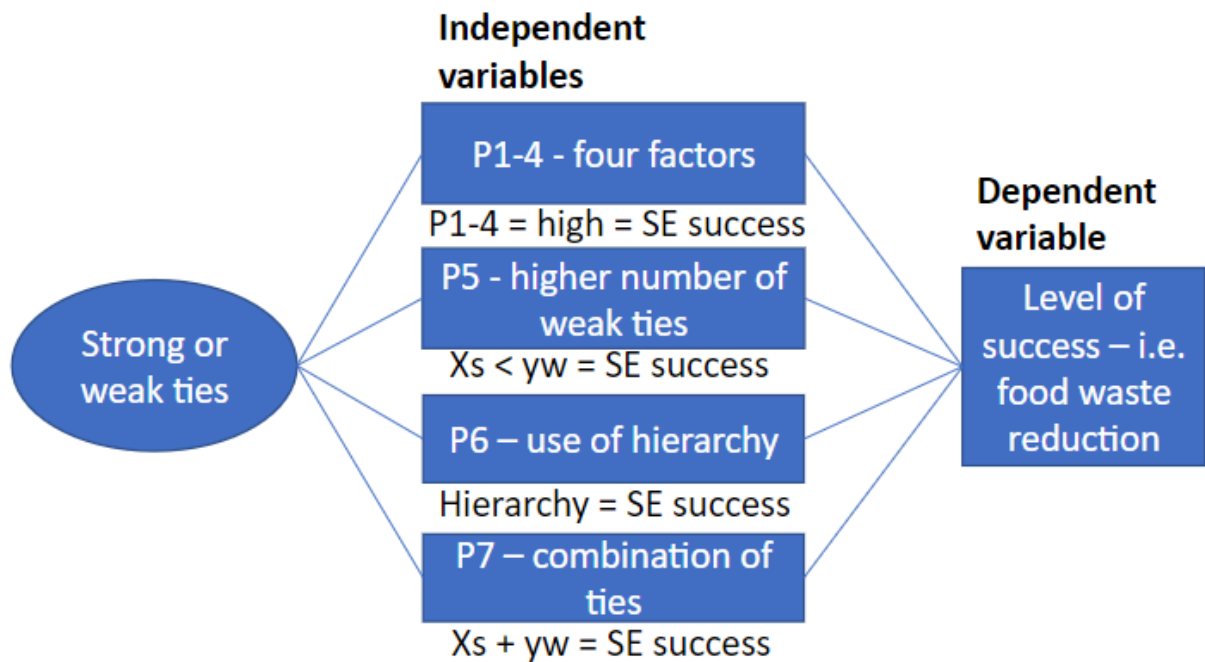 Independent
variables
P1-4 - four factors
P1-4 = high = SE success
P5 - higher number of
weak ties
Xs < yw = SE success
P6 – use of hierarchy
Hierarchy = SE success
P7 – combination of
ties
Xs + yw = SE success
Strong or
weak ties
Dependent
variable
Level of
success – i.e.
food waste
reduction